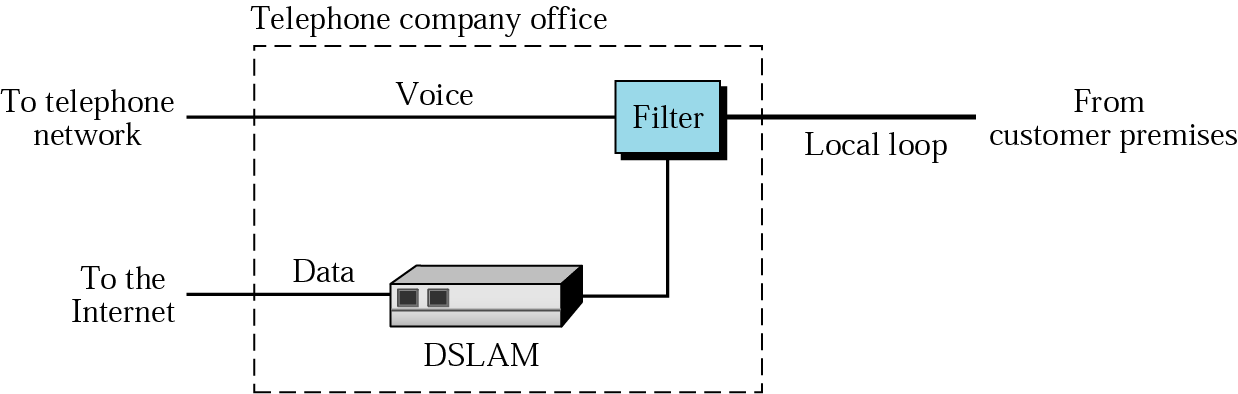 Telephone company office
To telephone
network
Voice
Filter
Local loop
From
customer premises
To the
Internet
Data
DSLAM